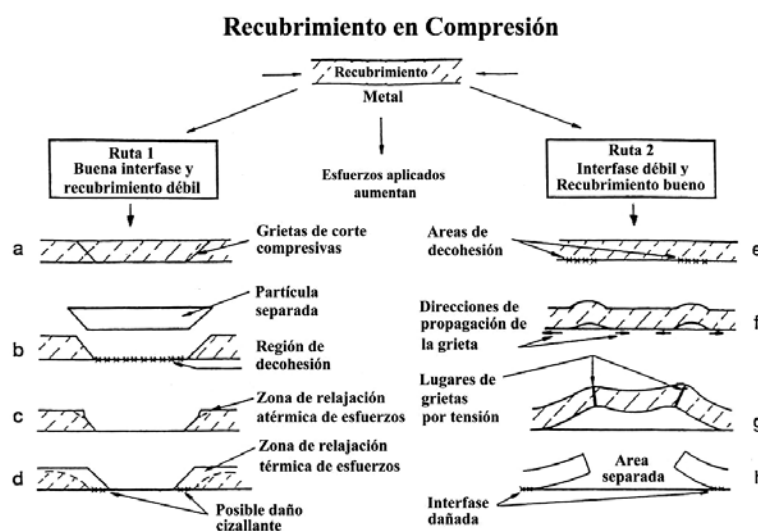 Recubrimiento en Compresión
Recubrimiento
Metal
Ruta 1
Buena interfase y
recubrimiento débil
Esfuerzos aplicados
aumentan
Ruta 2
Interfase débil y
Recubrimiento bueno
a
Grietas de corte
compresivas
Partícula
separada
b
Región de
decohesión
c
Zona de relajación
atérmica de esfuerzos
d
Zona de relajación
térmica de esfuerzos
Posible daño
cizallante
Areas de
decohesión
e
Direcciones de
propagación de
la grieta
f
Lugares de
grietas
por tensión
g
Area
separada
h
Interfase
dañada